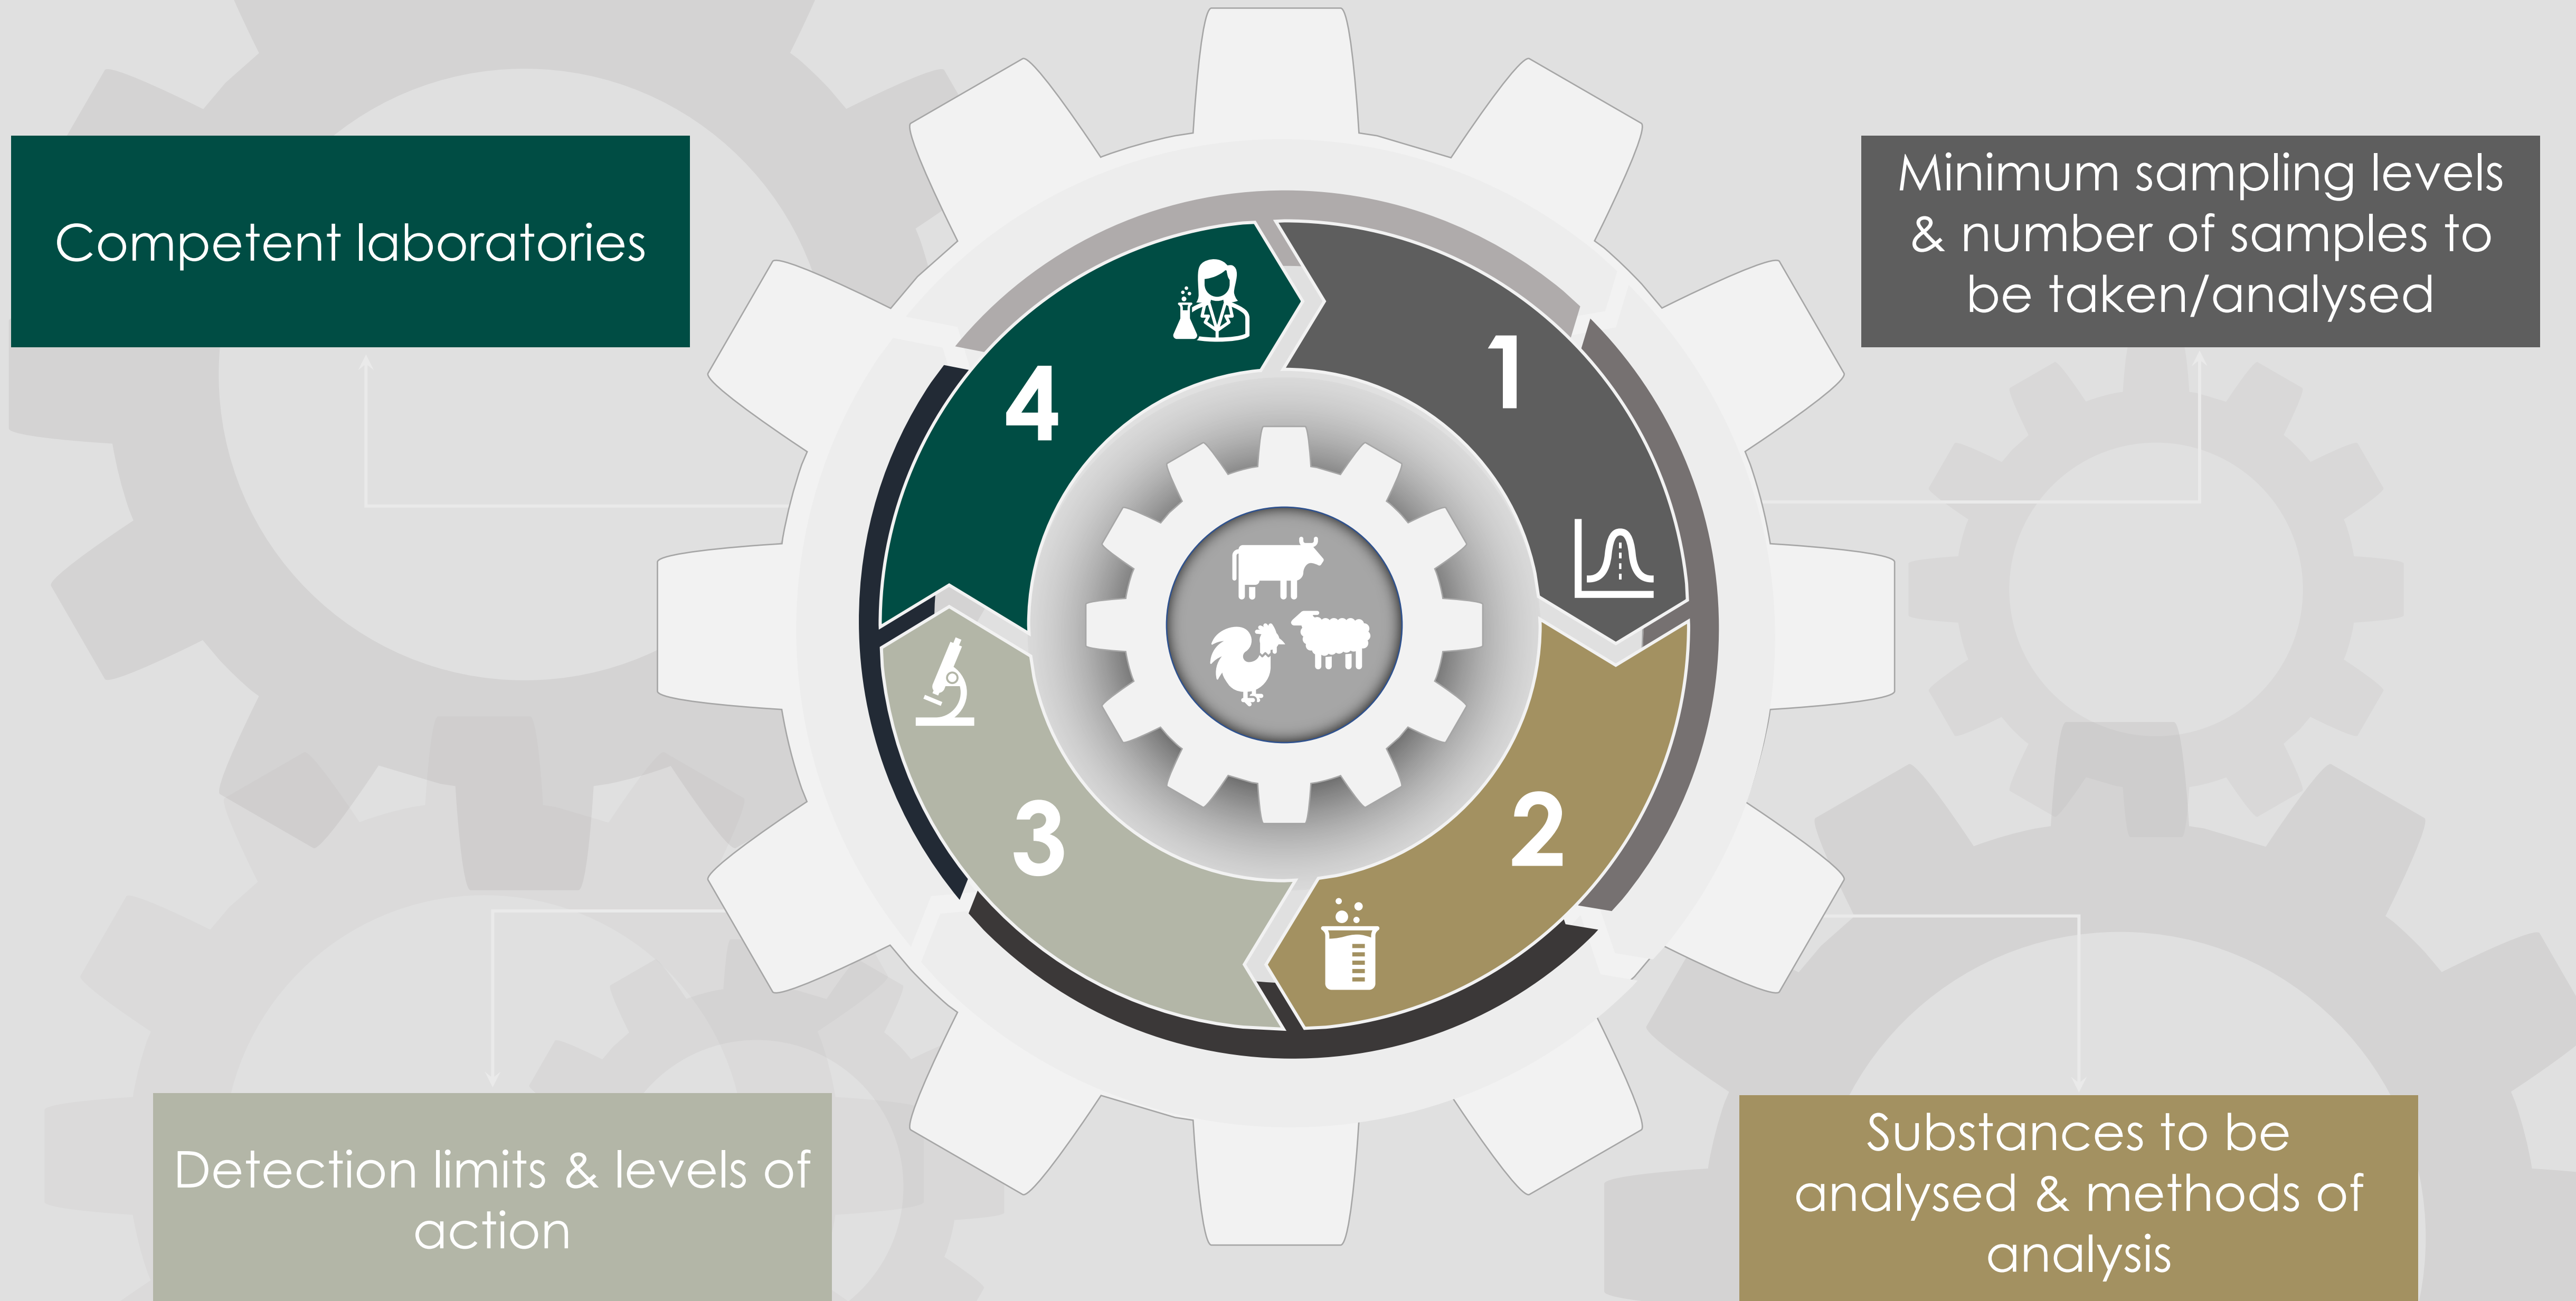 Competent laboratories
Minimum sampling levels
& number of samples to
be taken/analysed
4
1
3
2
Detection limits & levels of
action
Substances to be
analysed & methods of
analysis